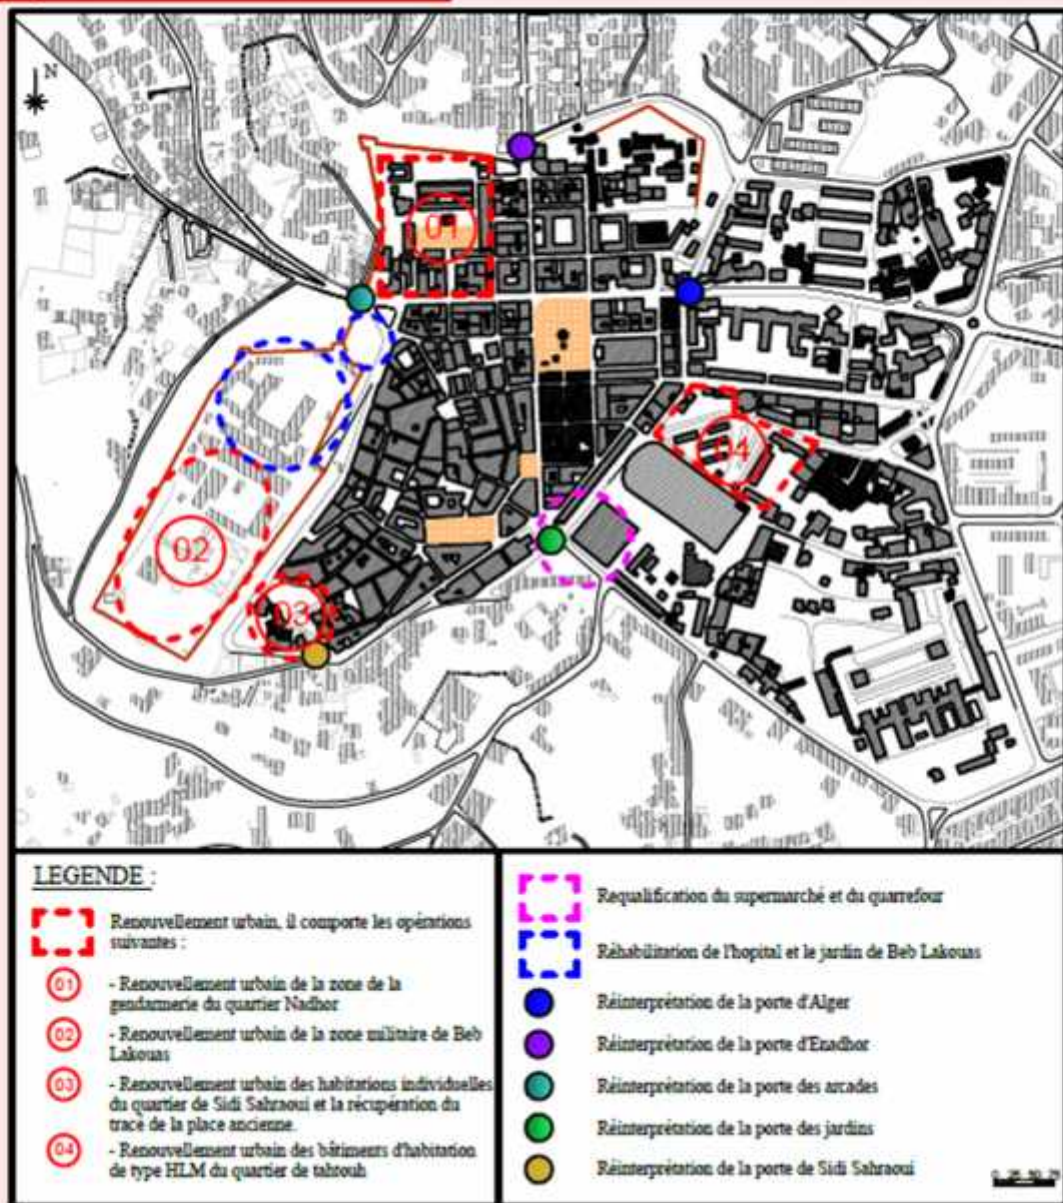 N
01
02
03
04
LEGENDE :
Renouvellement urbain, il comporte les opérations
suivantes :
01
- Renouvellement urbain de la zone de la
gendarmerie du quartier Nadhor
02
- Renouvellement urbain de la zone militaire de Beb
Lakouas
03
- Renouvellement urbain des habitations individuelles
du quartier de Sidi Sahraoui et la récupération du
tracé de la place ancienne.
04
- Renouvellement urbain des bâtiments d'habitation
de type HLM du quartier de tahtouh
Requalification du supermarché et du quarrefour
Réhabilitation de l'hopital et le jardin de Beb Lakouas
Réinterprétation de la porte d'Alger
Réinterprétation de la porte d'Enadhor
Réinterprétation de la porte des arcades
Réinterprétation de la porte des jardins
Réinterprétation de la porte de Sidi Sahraoui